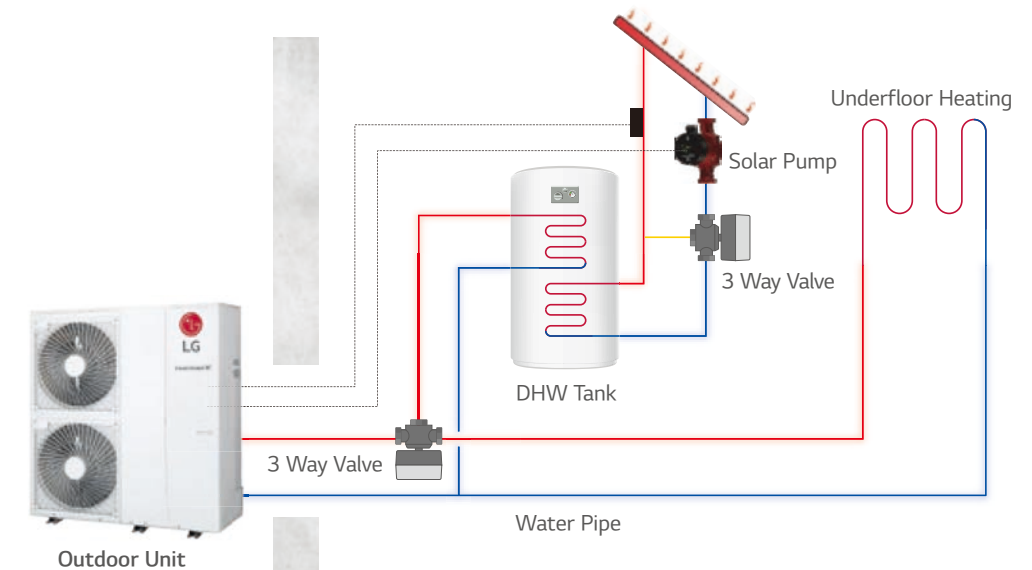 Underfloor Heating
Solar Pump
3 Way Valve
DHW Tank
LG
3 Way Valve
Water Pipe
Outdoor Unit